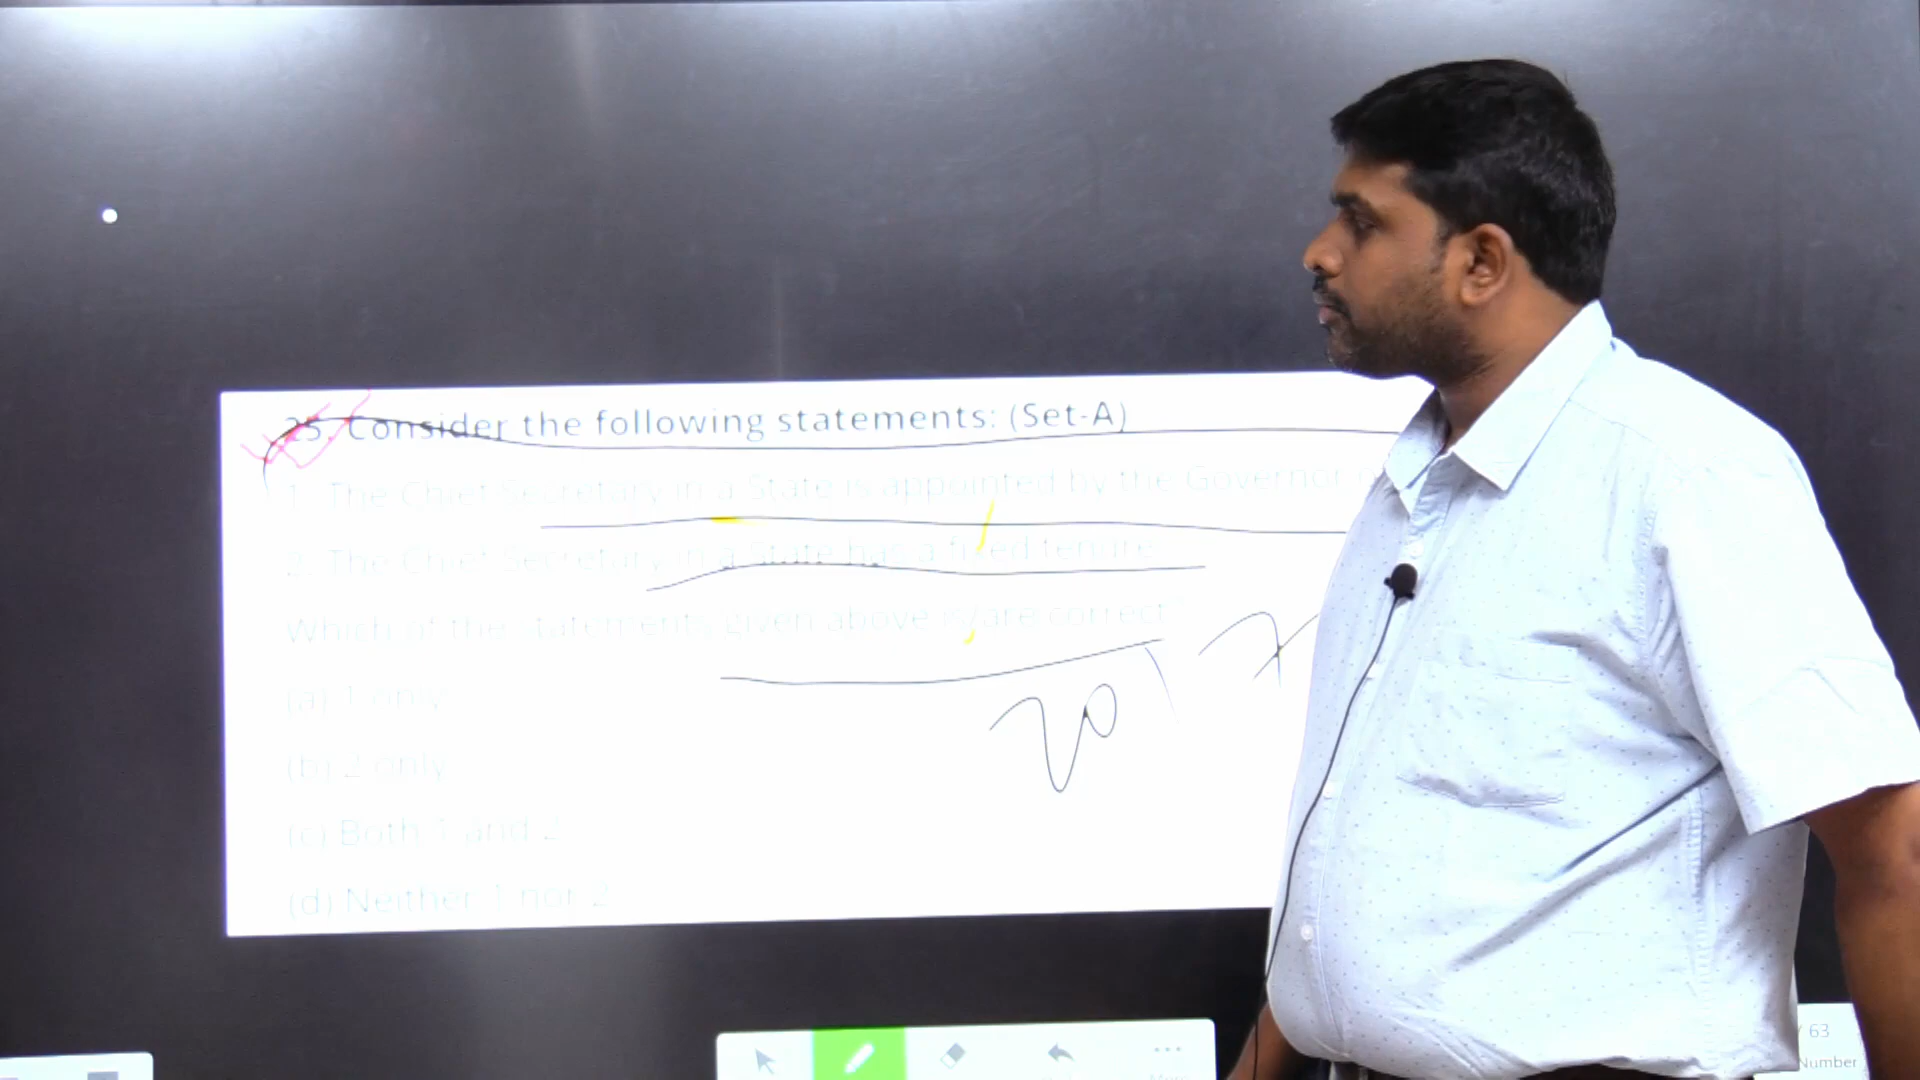 25. Consider the following statements: (Set-A)
1. The Chief Secretary in a State is appointed by the Governor
2. The Chief Secretary in a State has a fixed tenure
Which of the statements given above is/are correct?
(a) 1 only
(b) 2 only
(c) Both 1 and 2
(d) Neither 1 nor 2
2017
/ 63
Number